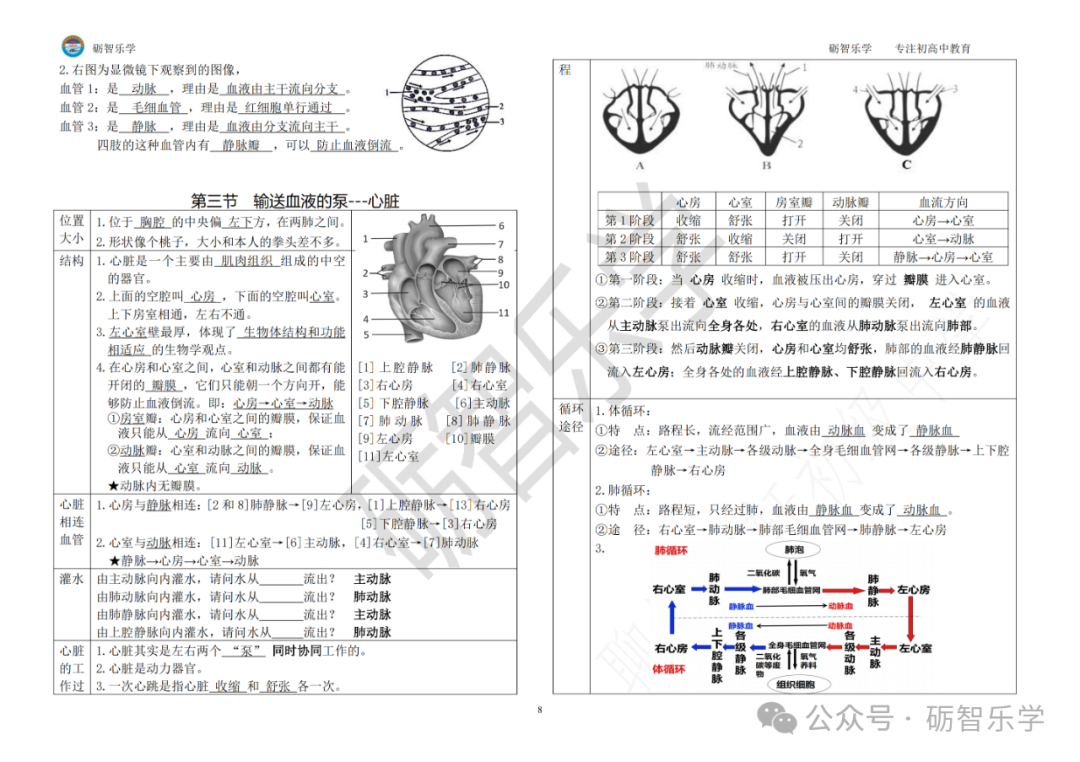 砺智乐学
2.右图为显微镜下观察到的图像，
血管 1：是 动脉 ，理由是 血液由主干流向分支 。
血管 2：是 毛细血管 ，理由是 红细胞单行通过 。
血管 3：是 静脉 ，理由是 血液由分支流向主干 。
四肢的这种血管内有 静脉瓣 ，可以 防止血液倒流 。
1
2
3
第三节 输送血液的泵---心脏
位置
大小
1.位于 胸腔 的中央偏 左下方，在两肺之间。
2.形状像个桃子，大小和本人的拳头差不多。
结构
1.心脏是一个主要由 肌肉组织 组成的中空
的器官。
2.上面的空腔叫 心房 ，下面的空腔叫心室。
上下房室相通，左右不通。
3.左心室壁最厚，体现了 生物体结构和功能
相适应 的生物学观点。
4.在心房和心室之间，心室和动脉之间都有能
开闭的 瓣膜 ，它们只能朝一个方向开，能
够防止血液倒流。即：心房→心室→动脉
①房室瓣：心房和心室之间的瓣膜，保证血
液只能从 心房 流向 心室 ；
②动脉瓣：心室和动脉之间的瓣膜，保证血
液只能从 心室 流向 动脉 。
★动脉内无瓣膜。
1
2
3
4
5
6
7
8
9
10
11
[1] 上腔静脉 [2] 肺静脉
[3]右心房 [4]右心室
[5] 下腔静脉 [6]主动脉
[7] 肺动脉 [8] 肺静脉
[9]左心房 [10]瓣膜
[11]左心室
心脏
相连
血管
1.心房与静脉相连：[2 和 8]肺静脉→[9]左心房，[1]上腔静脉→[13]右心房
[5]下腔静脉→[3]右心房
2.心室与动脉相连：[11]左心室→[6]主动脉，[4]右心室→[7]肺动脉
★静脉→心房→心室→动脉
灌水
由主动脉向内灌水，请问水从______流出？ 主动脉
由肺动脉向内灌水，请问水从______流出？ 肺动脉
由肺静脉向内灌水，请问水从______流出？ 主动脉
由上腔静脉向内灌水，请问水从_____流出？ 肺动脉
心脏
的工
作过
1.心脏其实是左右两个 “泵” 同时协同工作的。
2.心脏是动力器官。
3.一次心跳是指心脏 收缩 和 舒张 各一次。
砺智乐学 专注初高中教育
程
肺动脉
1
2
4
3
A
B
C
心房 心室 房室瓣 动脉瓣 血流方向
第 1 阶段 收缩 舒张 打开 关闭 心房→心室
第 2 阶段 舒张 收缩 关闭 打开 心室→动脉
第 3 阶段 舒张 舒张 打开 关闭 静脉→心房→心室
①第一阶段：当 心房 收缩时，血液被压出心房，穿过 瓣膜 进入心室。
②第二阶段：接着 心室 收缩，心房与心室间的瓣膜关闭， 左心室 的血液
从主动脉泵出流向全身各处，右心室的血液从肺动脉泵出流向肺部。
③第三阶段：然后动脉瓣关闭，心房和心室均舒张，肺部的血液经肺静脉回
流入左心房；全身各处的血液经上腔静脉、下腔静脉回流入右心房。
循环
途径
1.体循环：
①特 点：路程长，流经范围广，血液由 动脉血 变成了 静脉血
②途径：左心室→主动脉→各级动脉→全身毛细血管网→各级静脉→上下腔
静脉→右心房
2.肺循环：
①特 点：路程短，只经过肺，血液由 静脉血 变成了 动脉血 。
②途 径：右心室→肺动脉→肺部毛细血管网→肺静脉→左心房
3.
肺循环
肺泡
二氧化碳
氧气
右心室
肺动脉
肺部毛细血管网
肺静脉
左心房
静脉血
动脉血
静脉血
动脉血
右心房
上下腔静脉
各级静脉
全身毛细血管网
各级动脉
主动脉
左心室
二氧化碳等废物
氧气
养料
体循环
组织细胞
8
砺智乐学
公众号 · 砺智乐学